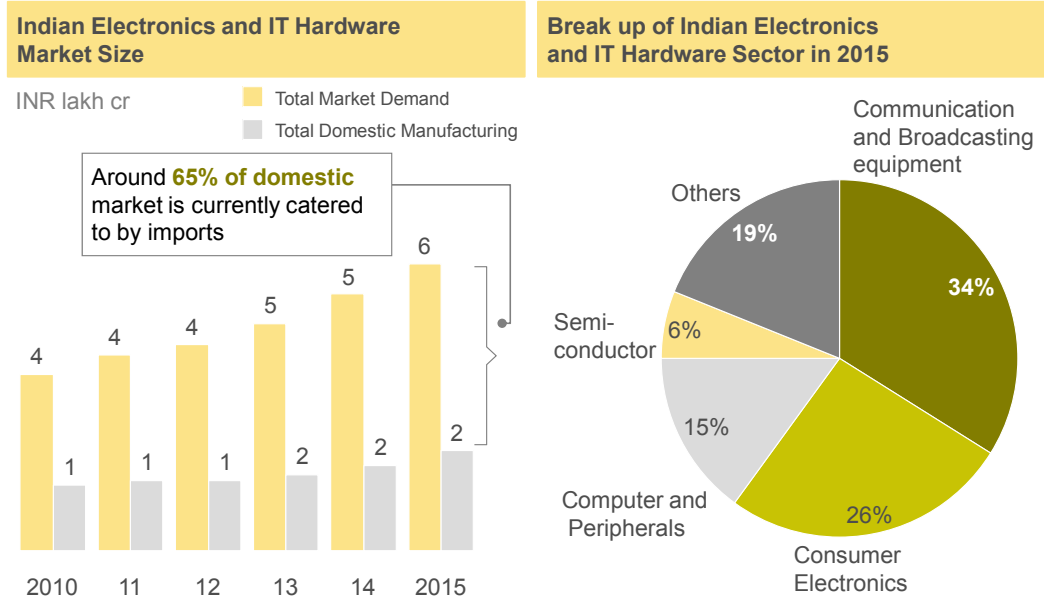 Indian Electronics and IT Hardware
Market Size
INR lakh cr
Total Market Demand
Total Domestic Manufacturing
Around 65% of domestic
market is currently catered
to by imports
4
1
4
1
4
1
5
2
5
2
6
2
2010
11
12
13
14
2015
Break up of Indian Electronics
and IT Hardware Sector in 2015
Communication
and Broadcasting
equipment
34%
Others
19%
Semi-
conductor
6%
15%
Computer and
Peripherals
26%
Consumer
Electronics